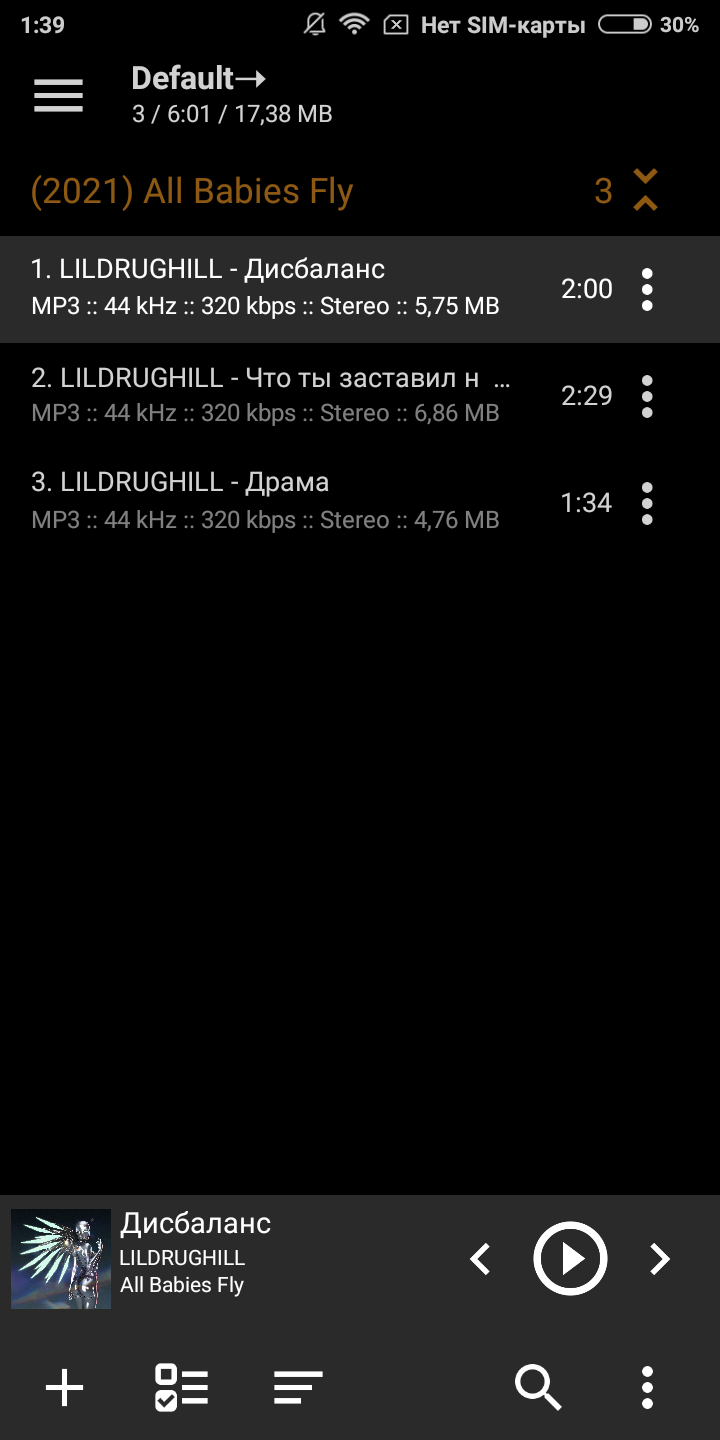 1:39 Нет SIM-карты 30%
Default→
3 / 6:01 / 17,38 MB
(2021) All Babies Fly 3
1. LILDRUGHILL - Дисбаланс 2:00
MP3 :: 44 kHz :: 320 kbps :: Stereo :: 5,75 MB
2. LILDRUGHILL - Что ты заставил н ... 2:29
MP3 :: 44 kHz :: 320 kbps :: Stereo :: 6,86 MB
3. LILDRUGHILL - Драма 1:34
MP3 :: 44 kHz :: 320 kbps :: Stereo :: 4,76 MB
Дисбаланс
LILDRUGHILL
All Babies Fly